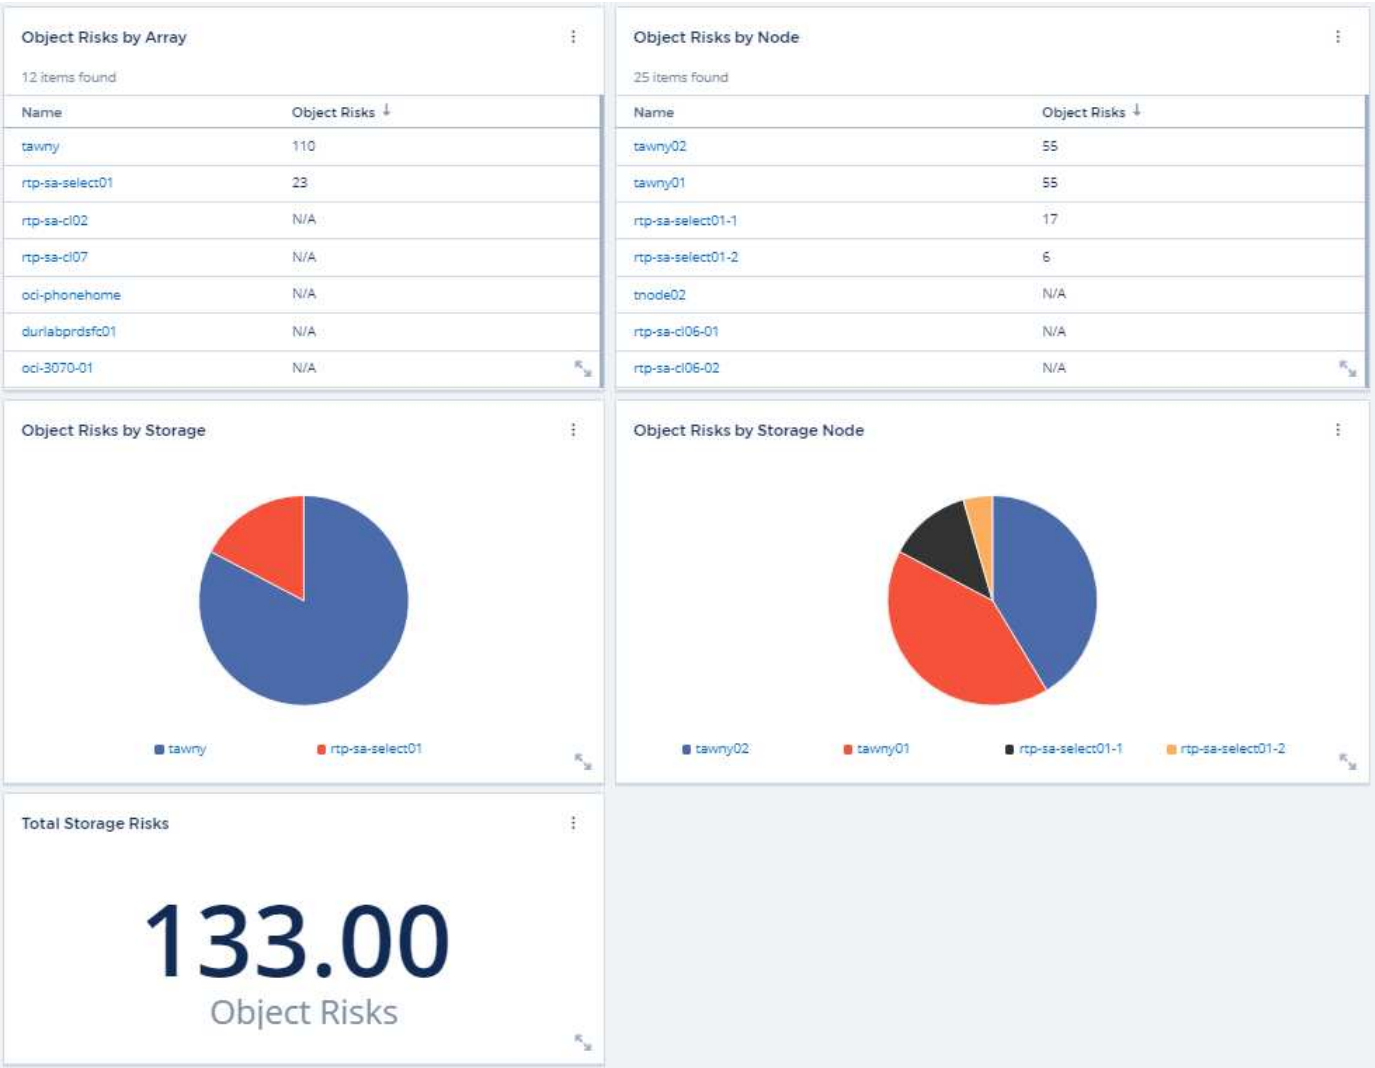 Object Risks by Array
12 items found
Name Object Risks ↓
tawny 110
rtp-sa-select01 23
rtp-sa-cl02 N/A
rtp-sa-cl07 N/A
oci-phonehome N/A
durlabprdsfc01 N/A
oci-3070-01 N/A
Object Risks by Node
25 items found
Name Object Risks ↓
tawny02 55
tawny01 55
rtp-sa-select01-1 17
rtp-sa-select01-2 6
tnode02 N/A
rtp-sa-cl06-01 N/A
rtp-sa-cl06-02 N/A
Object Risks by Storage
tawny rtp-sa-select01
Object Risks by Storage Node
tawny02 tawny01 rtp-sa-select01-1 rtp-sa-select01-2
Total Storage Risks
133.00
Object Risks